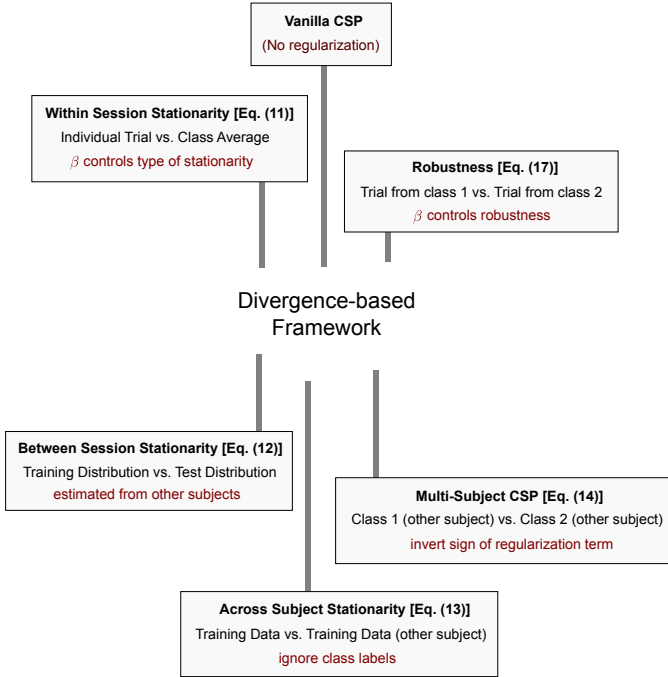 Vanilla CSP
(No regularization)
Within Session Stationarity [Eq. (11)]
Individual Trial vs. Class Average
β controls type of stationarity
Robustness [Eq. (17)]
Trial from class 1 vs. Trial from class 2
β controls robustness
Divergence-based
Framework
Between Session Stationarity [Eq. (12)]
Training Distribution vs. Test Distribution
estimated from other subjects
Multi-Subject CSP [Eq. (14)]
Class 1 (other subject) vs. Class 2 (other subject)
invert sign of regularization term
Across Subject Stationarity [Eq. (13)]
Training Data vs. Training Data (other subject)
ignore class labels